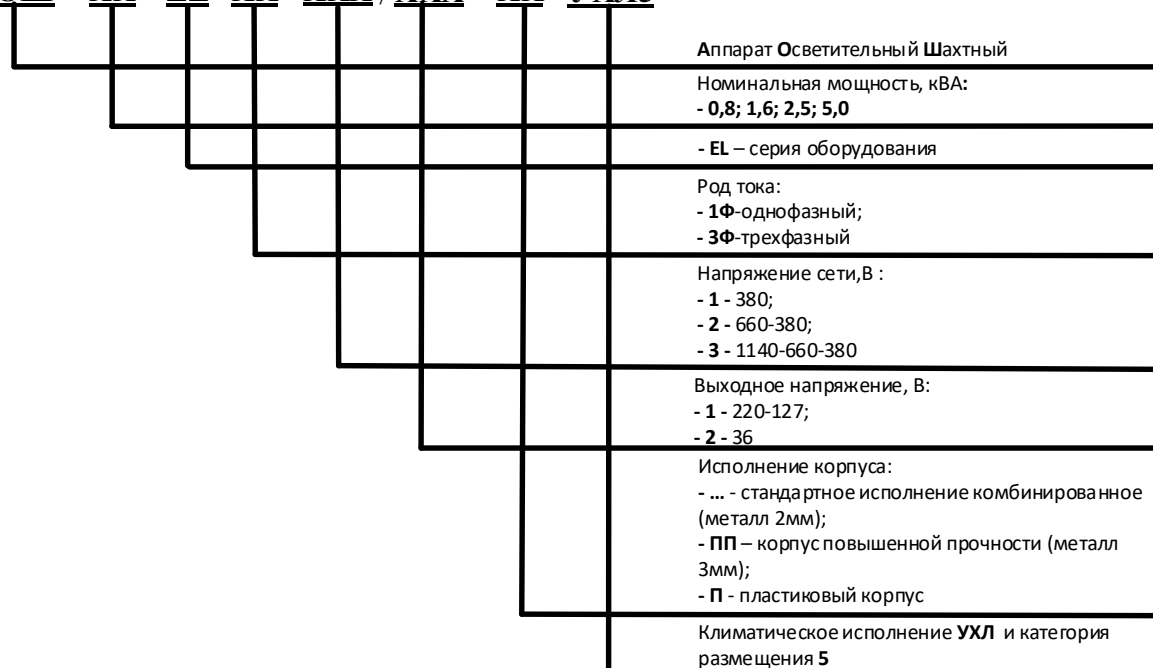 Аппарат Осветительный Шахтный
Номинальная мощность, кВА:
- 0,8; 1,6; 2,5; 5,0
- EL – серия оборудования
Род тока:
- 1Ф-однофазный;
- 3Ф-трехфазный
Напряжение сети,В :
- 1 - 380;
- 2 - 660-380;
- 3 - 1140-660-380
Выходное напряжение, В:
- 1 - 220-127;
- 2 - 36
Исполнение корпуса:
- ... - стандартное исполнение комбинированное
(металл 2мм);
- ПП – корпус повышенной прочности (металл
3мм);
- П - пластиковый корпус
Климатическое исполнение УХЛ и категория
размещения 5